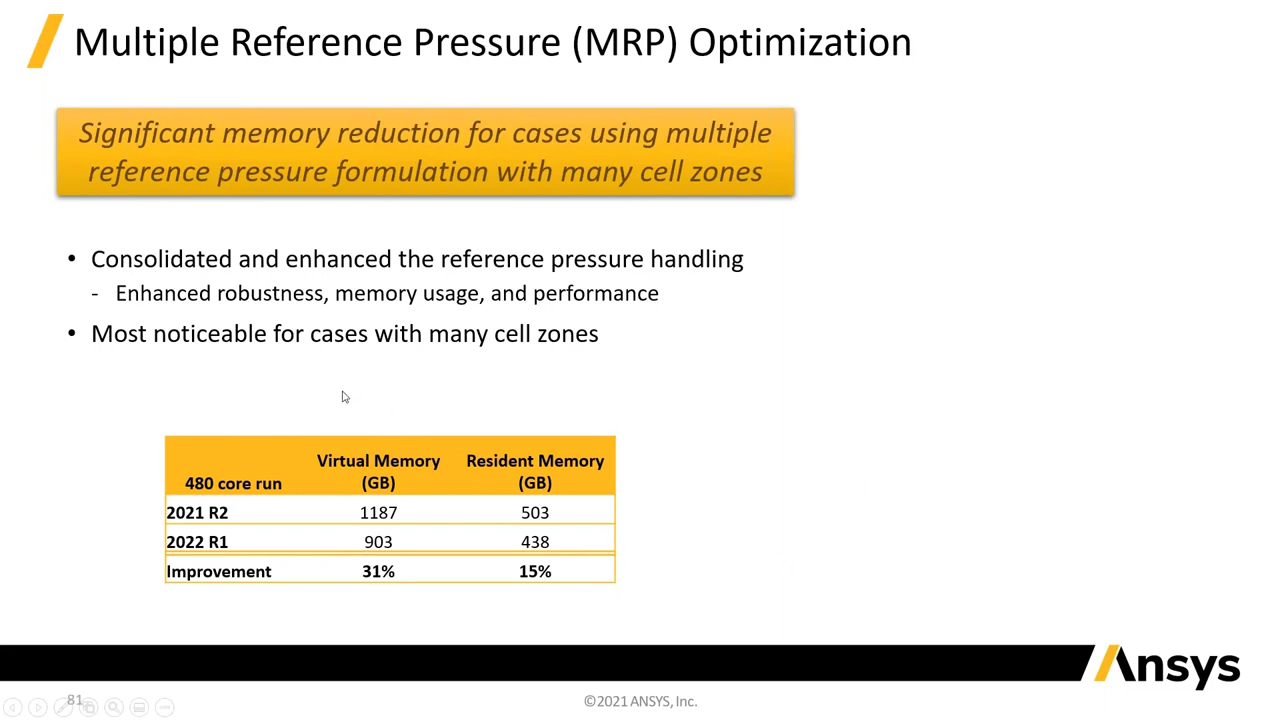 Multiple Reference Pressure (MRP) Optimization
Significant memory reduction for cases using multiple
reference pressure formulation with many cell zones
• Consolidated and enhanced the reference pressure handling
- Enhanced robustness, memory usage, and performance
• Most noticeable for cases with many cell zones
480 core run Virtual Memory (GB) Resident Memory (GB)
2021 R2 1187 503
2022 R1 903 438
Improvement 31% 15%
Ansys
81 ©2021 ANSYS, Inc.